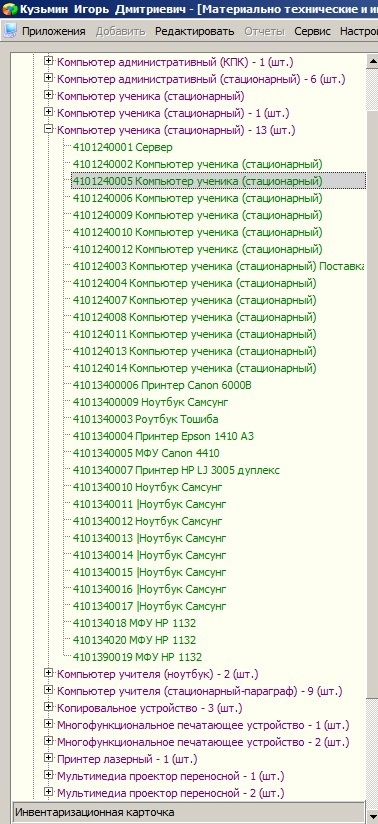 Кузьмин Игорь Дмитриевич - [Материально технические и и
Приложения Добавить Редактировать Отчеты Сервис Настро
Компьютер административный (КПК) - 1 (шт.)
Компьютер административный (стационарный) - 6 (шт.)
Компьютер ученика (стационарный)
Компьютер ученика (стационарный) - 1 (шт.)
Компьютер ученика (стационарный) - 13 (шт.)
4101240001 Сервер
4101240002 Компьютер ученика (стационарный)
4101240005 Компьютер ученика (стационарный)
4101240006 Компьютер ученика (стационарный)
4101240009 Компьютер ученика (стационарный)
4101240010 Компьютер ученика (стационарный)
4101240012 Компьютер ученика (стационарный)
410124003 Компьютер ученика (стационарный) Поставка
410124004 Компьютер ученика (стационарный)
410124007 Компьютер ученика (стационарный)
410124008 Компьютер ученика (стационарный)
410124011 Компьютер ученика (стационарный)
410124013 Компьютер ученика (стационарный)
410124014 Компьютер ученика (стационарный)
41013400006 Принтер Canon 6000B
41013400009 Ноутбук Самсунг
4101340003 Роутбук Тошиба
4101340004 Принтер Epson 1410 A3
4101340005 МФУ Canon 4410
4101340007 Принтер HP LJ 3005 дуплекс
4101340010 Ноутбук Самсунг
4101340011 |Ноутбук Самсунг
4101340012 Ноутбук Самсунг
4101340013 |Ноутбук Самсунг
4101340014 |Ноутбук Самсунг
4101340015 |Ноутбук Самсунг
4101340016 |Ноутбук Самсунг
4101340017 |Ноутбук Самсунг
410134018 МФУ HP 1132
410134020 МФУ HP 1132
4101390019 МФУ HP 1132
Компьютер учителя (ноутбук) - 2 (шт.)
Компьютер учителя (стационарный-параграф) - 9 (шт.)
Копировальное устройство - 3 (шт.)
Многофункциональное печатающее устройство - 1 (шт.)
Многофункциональное печатающее устройство - 2 (шт.)
Принтер лазерный - 1 (шт.)
Мультимедиа проектор переносной - 1 (шт.)
Мультимедиа проектор переносной - 2 (шт.)
Инвентаризационная карточка